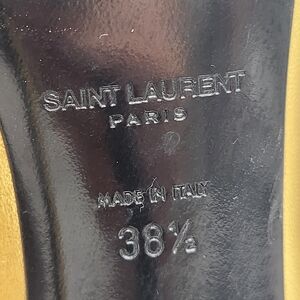 SAINT LAURENT
PARIS
MADE IN ITALY
38½